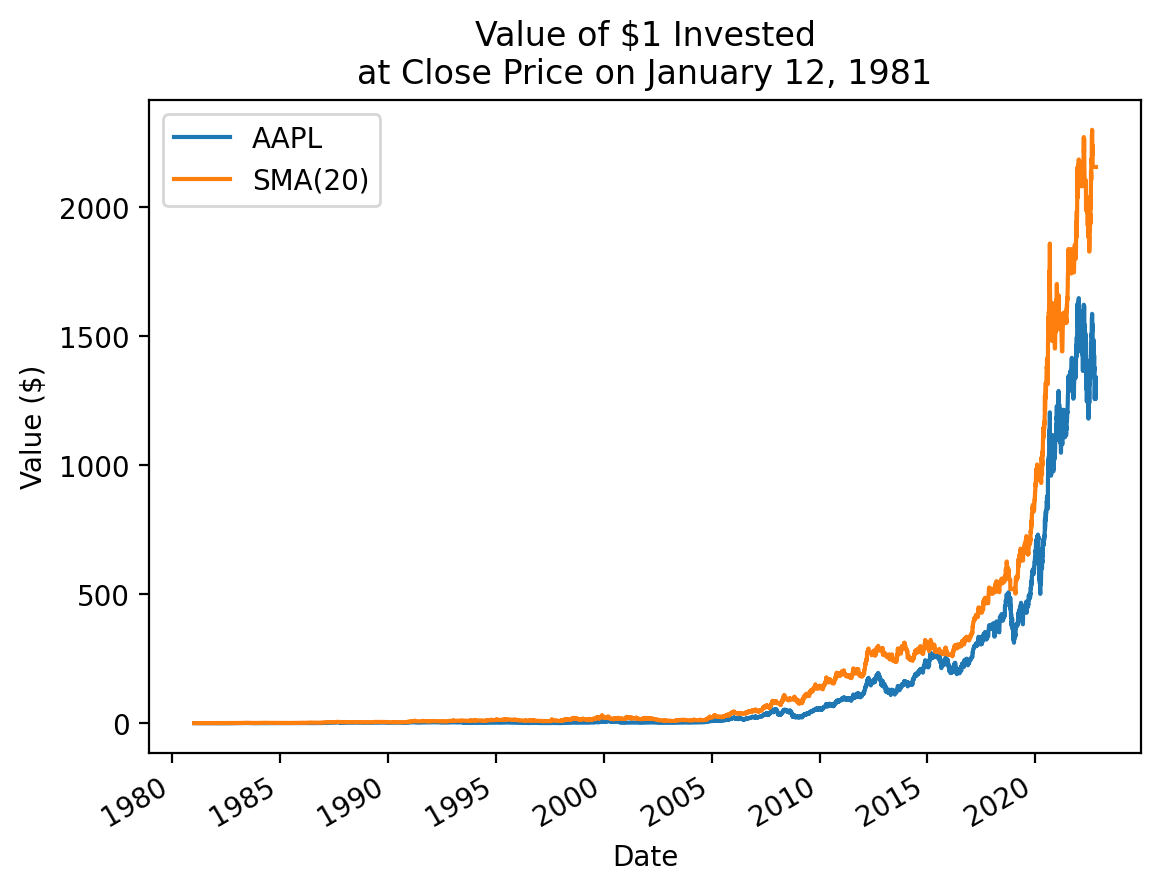 Value of $1 Invested
at Close Price on January 12, 1981
AAPL
SMA(20)
Value ($)
2000
1500
1000
500
0
1980
1985
1990
1995
2000
2005
2010
2015
2020
Date